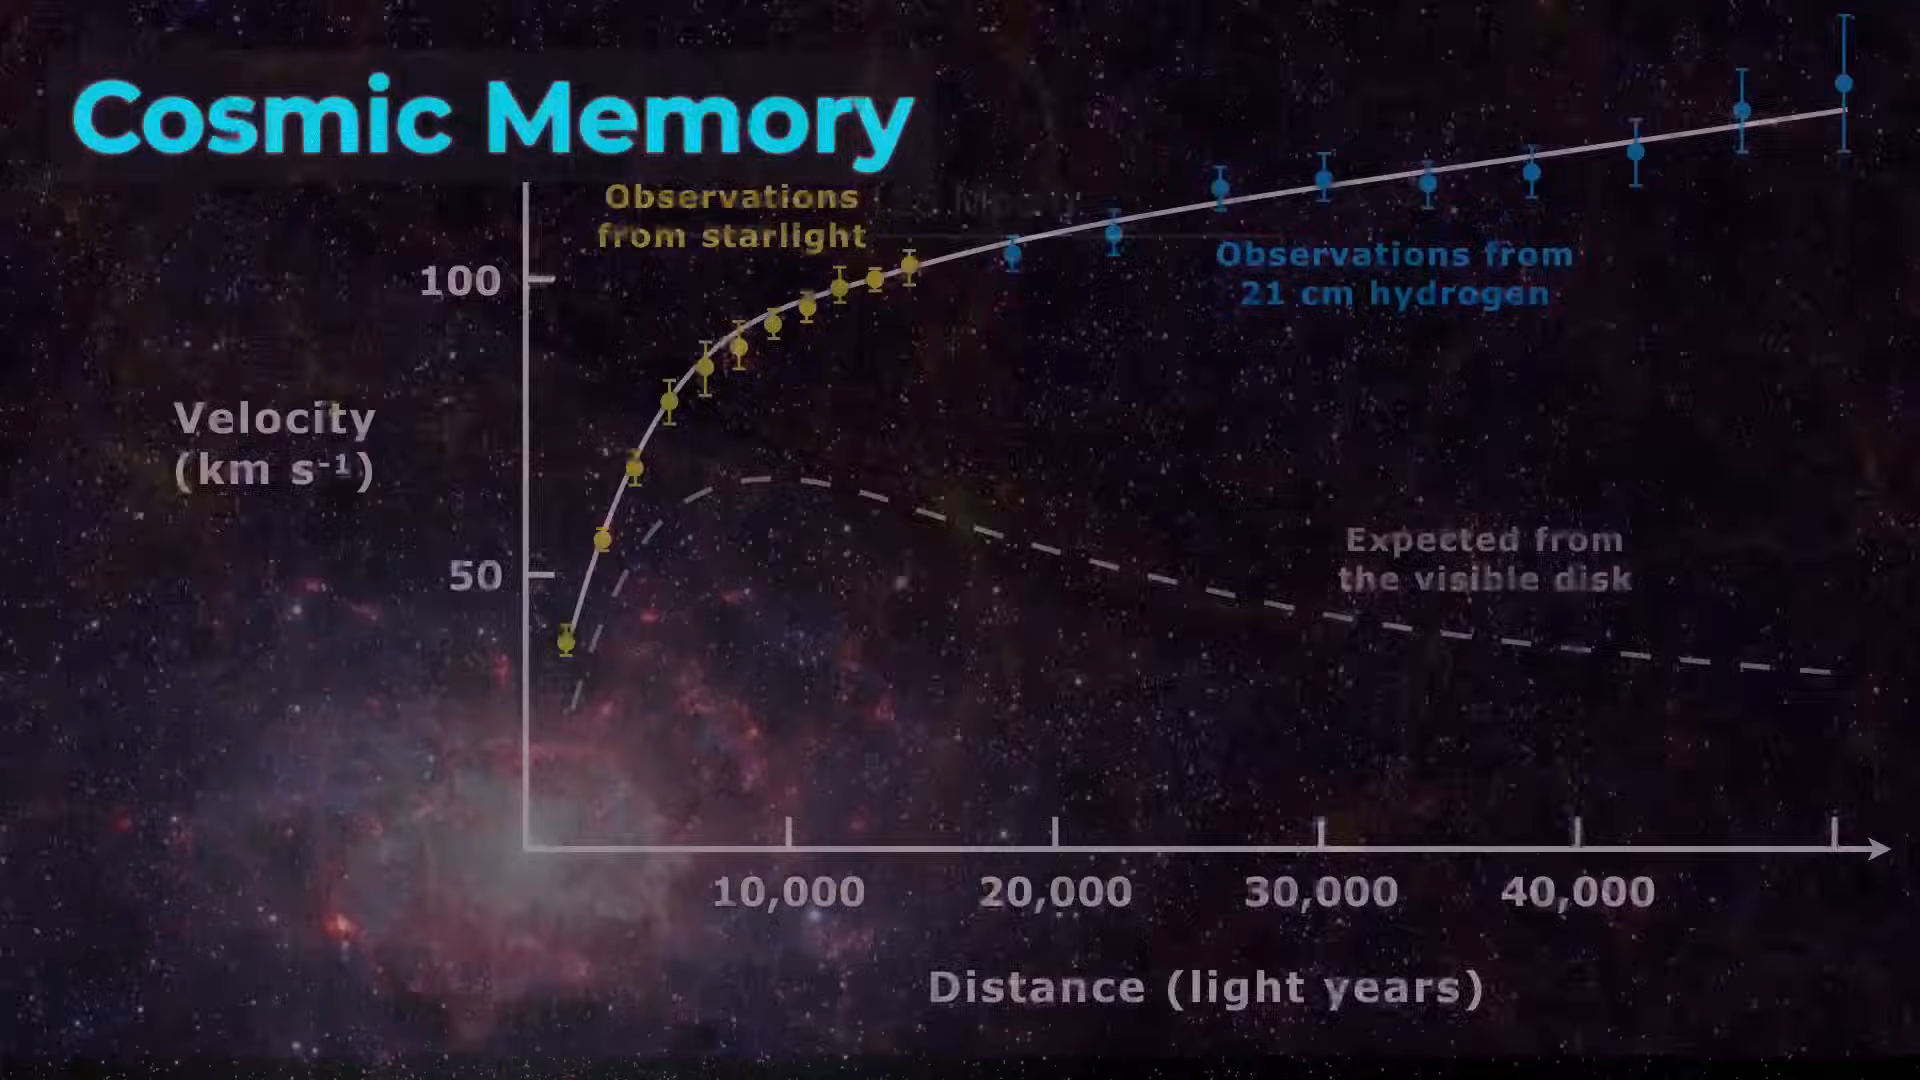 Cosmic Memory
Observations
from starlight
Observations from
21 cm hydrogen
100
Velocity
(km s-1)
50
Expected from
the visible disk
10,000
20,000
30,000
40,000
Distance (light years)